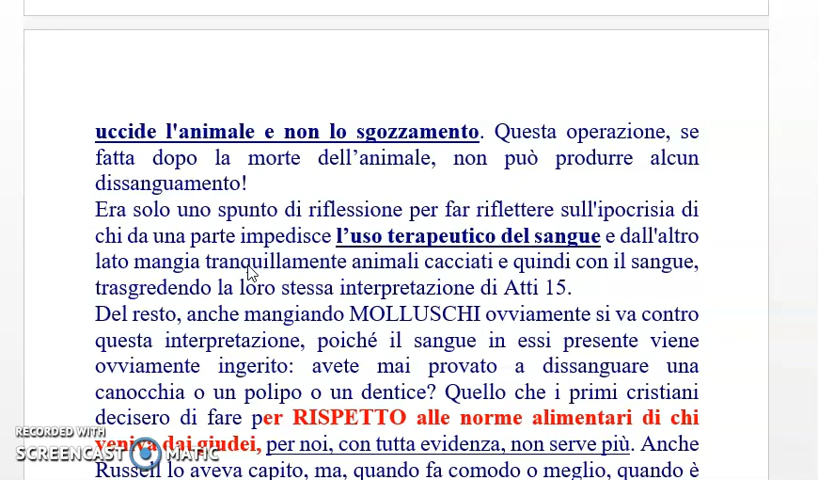 uccide l'animale e non lo sgozzamento. Questa operazione, se
fatta dopo la morte dell'animale, non può produrre alcun
dissanguamento!
Era solo uno spunto di riflessione per far riflettere sull'ipocrisia di
chi da una parte impedisce l'uso terapeutico del sangue e dall'altro
lato mangia tranquillamente animali cacciati e quindi con il sangue,
trasgredendo la loro stessa interpretazione di Atti 15.
Del resto, anche mangiando MOLLUSCHI ovviamente si va contro
questa interpretazione, poiché il sangue in essi presente viene
ovviamente ingerito: avete mai provato a dissanguare una
canocchia o un polipo o un dentice? Quello che i primi cristiani
decisero di fare per RISPETTO alle norme alimentari di chi
veniva dai giudei, per noi, con tutta evidenza, non serve più. Anche
Russell lo aveva capito, ma, quando fa comodo o meglio, quando è
RECORDED WITH
SCREENCAST MATIC